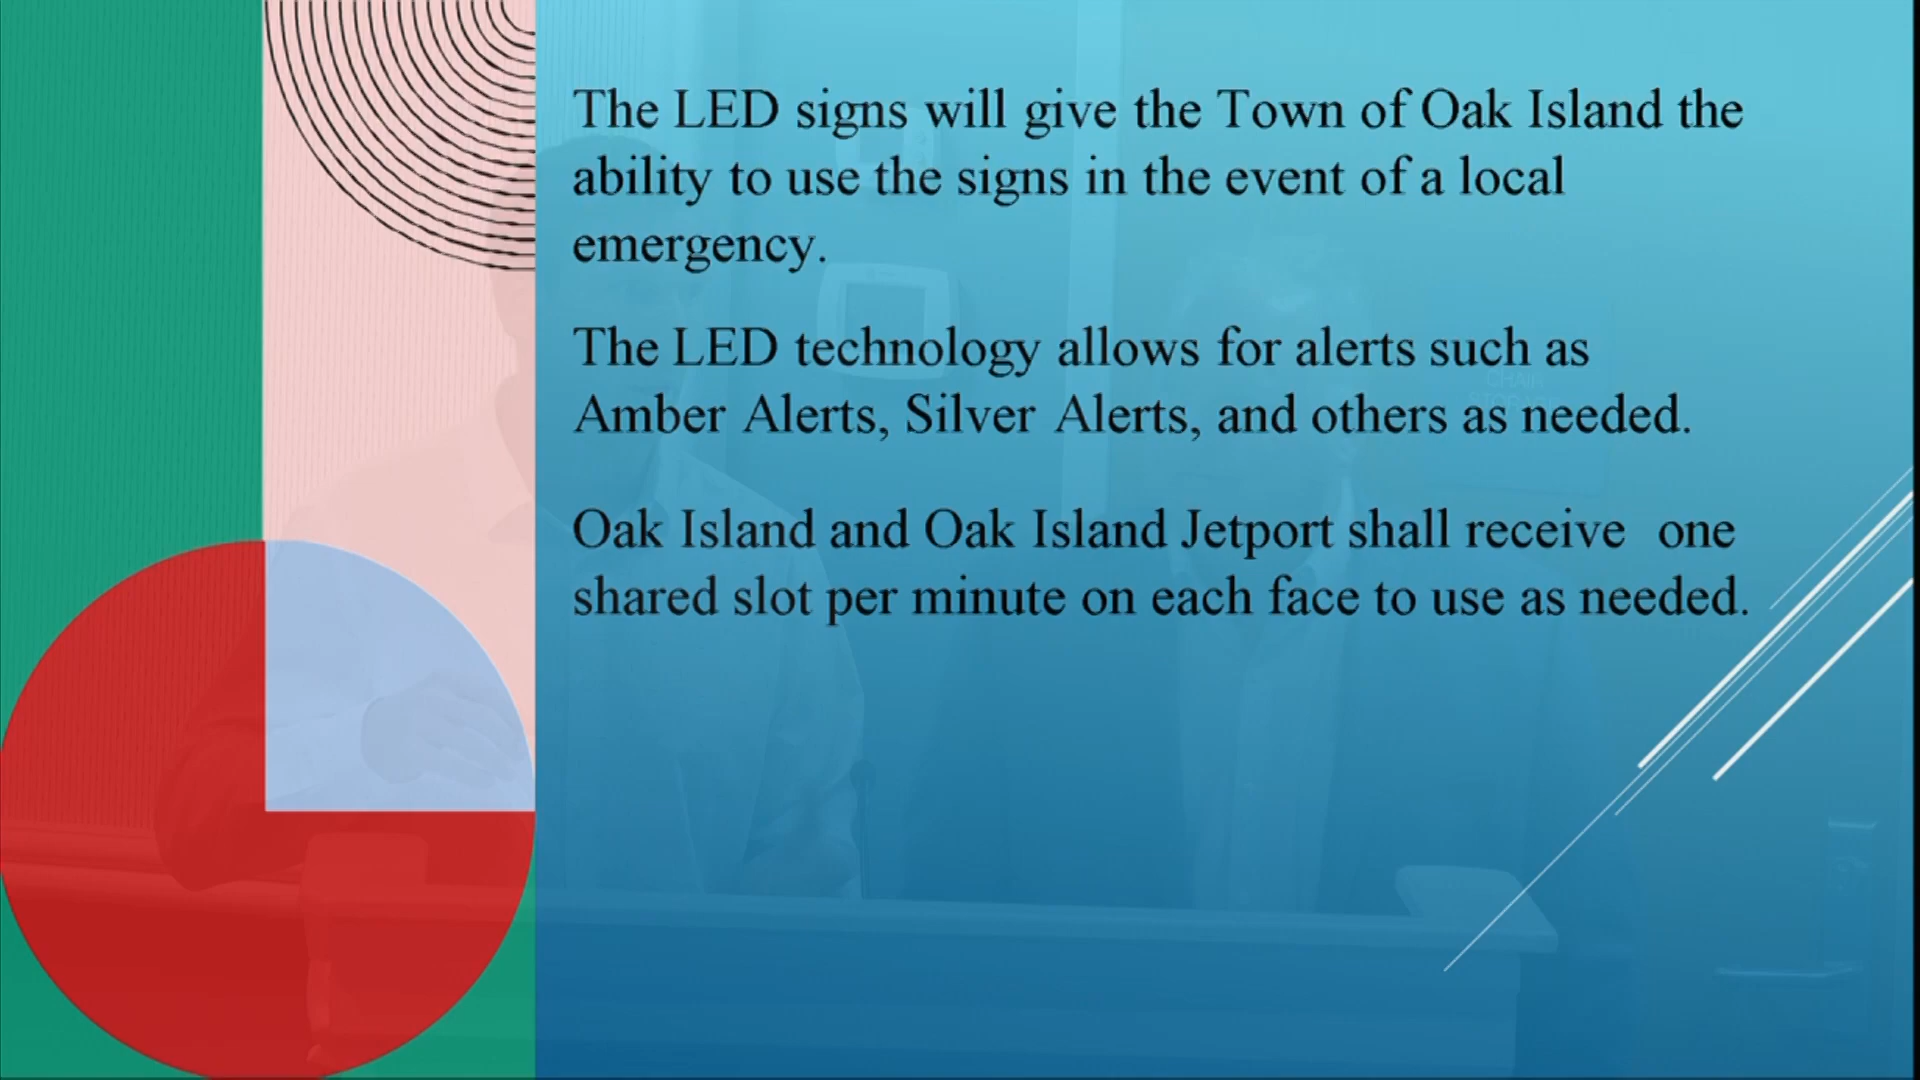 The LED signs will give the Town of Oak Island the
ability to use the signs in the event of a local
emergency.
The LED technology allows for alerts such as
Amber Alerts, Silver Alerts, and others as needed.
Oak Island and Oak Island Jetport shall receive  one
shared slot per minute on each face to use as needed.